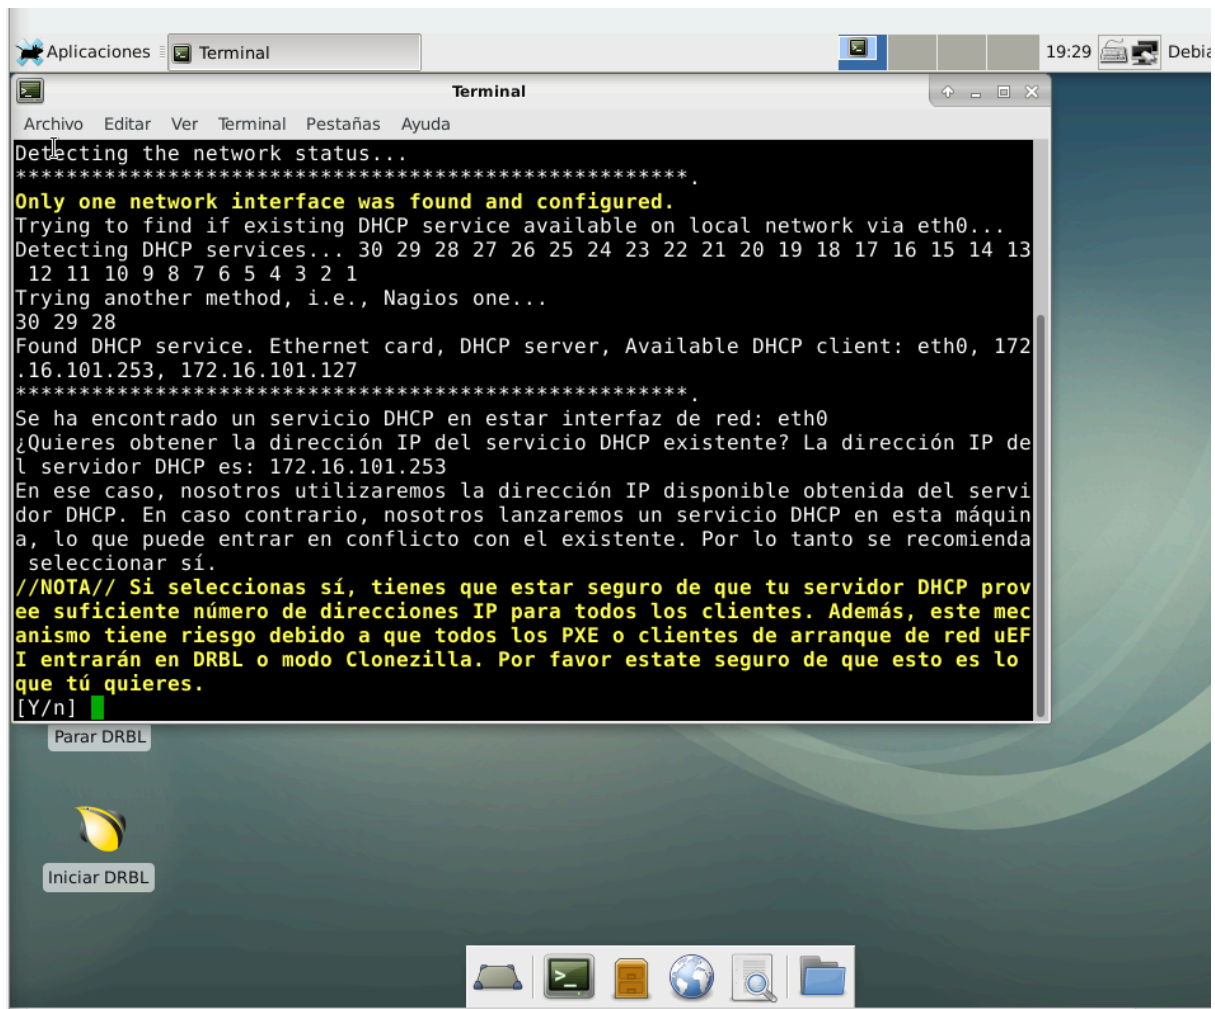 Aplicaciones Terminal 19:29 Debia
Terminal
Archivo Editar Ver Terminal Pestañas Ayuda
Detecting the network status...
*****************************************************.
Only one network interface was found and configured.
Trying to find if existing DHCP service available on local network via eth0...
Detecting DHCP services... 30 29 28 27 26 25 24 23 22 21 20 19 18 17 16 15 14 13
 12 11 10 9 8 7 6 5 4 3 2 1
Trying another method, i.e., Nagios one...
30 29 28
Found DHCP service. Ethernet card, DHCP server, Available DHCP client: eth0, 172
.16.101.253, 172.16.101.127
*****************************************************.
Se ha encontrado un servicio DHCP en estar interfaz de red: eth0
¿Quieres obtener la dirección IP del servicio DHCP existente? La dirección IP de
l servidor DHCP es: 172.16.101.253
En ese caso, nosotros utilizaremos la dirección IP disponible obtenida del servi
dor DHCP. En caso contrario, nosotros lanzaremos un servicio DHCP en esta máquin
a, lo que puede entrar en conflicto con el existente. Por lo tanto se recomienda
 seleccionar sí.
//NOTA// Si seleccionas sí, tienes que estar seguro de que tu servidor DHCP prov
ee suficiente número de direcciones IP para todos los clientes. Además, este mec
anismo tiene riesgo debido a que todos los PXE o clientes de arranque de red uEF
I entrarán en DRBL o modo Clonezilla. Por favor estate seguro de que esto es lo
que tú quieres.
[Y/n]
Parar DRBL
Iniciar DRBL